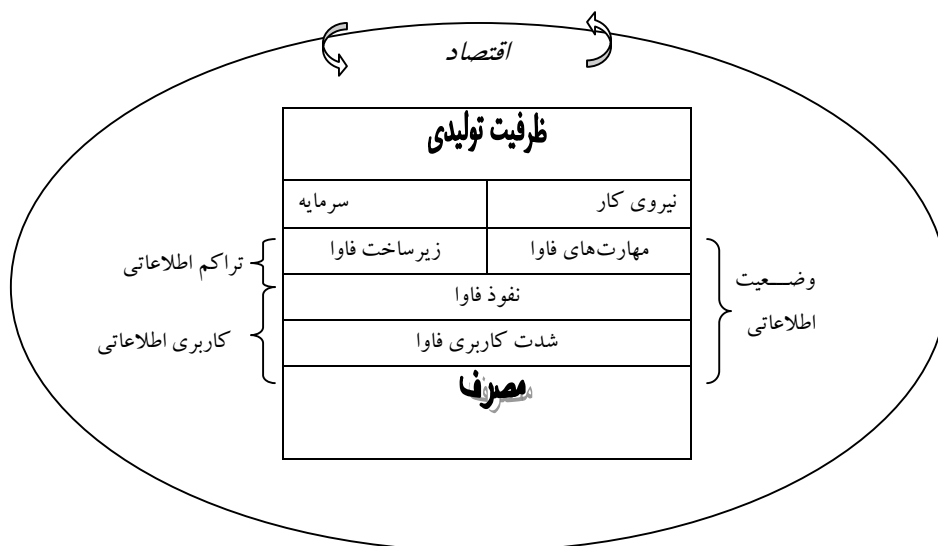 اقتصاد
ظرفیت تولیدی
نیروی کار
سرمایه
مهارت‌های فاوا
زیرساخت فاوا
تراکم اطلاعاتی
وضـــعیت
اطلاعاتی
نفوذ فاوا
شدت کاربری فاوا
کاربری اطلاعاتی
مصرف